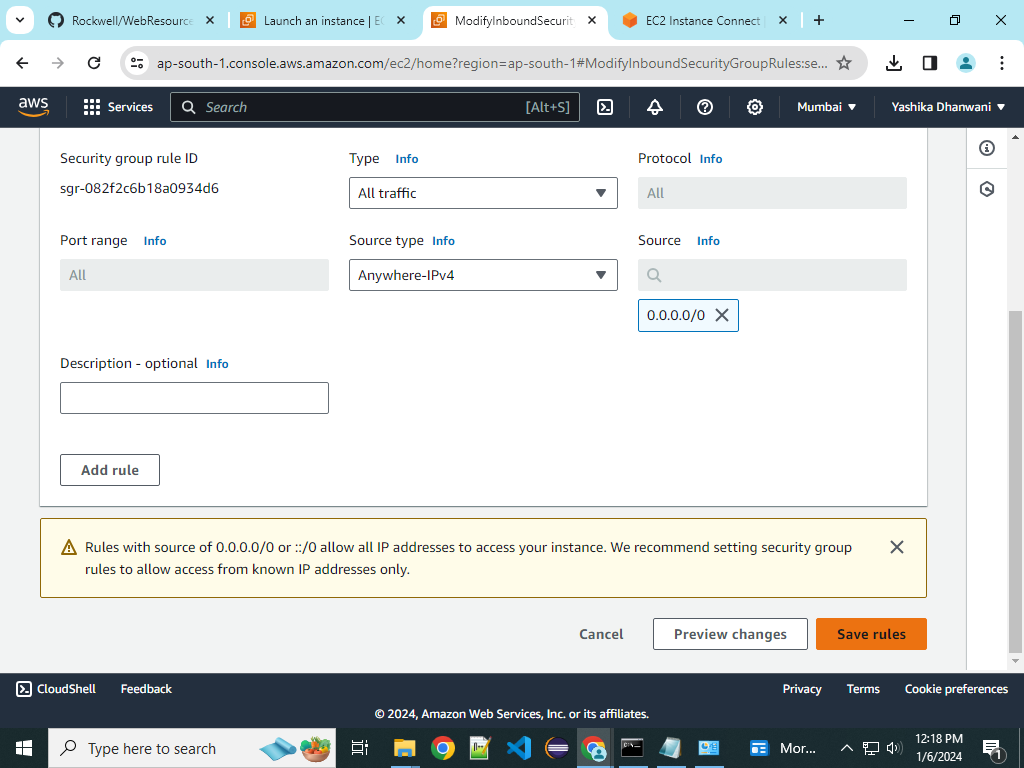 Rockwell/WebResource
Launch an instance | EC
ModifyInboundSecurity
EC2 Instance Connect
ap-south-1.console.aws.amazon.com/ec2/home?region=ap-south-1#ModifyInboundSecurityGroupRules:se...
aws
Services
Search
[Alt+S]
Mumbai
Yashika Dhanwani
Security group rule ID
sgr-082f2c6b18a0934d6
Type Info
All traffic
Protocol Info
All
Port range Info
All
Source type Info
Anywhere-IPv4
Source Info
0.0.0.0/0
Description - optional Info
Add rule
Rules with source of 0.0.0.0/0 or ::/0 allow all IP addresses to access your instance. We recommend setting security group
rules to allow access from known IP addresses only.
Cancel
Preview changes
Save rules
CloudShell
Feedback
Privacy
Terms
Cookie preferences
© 2024, Amazon Web Services, Inc. or its affiliates.
Type here to search
Mor...
12:18 PM
1/6/2024
1